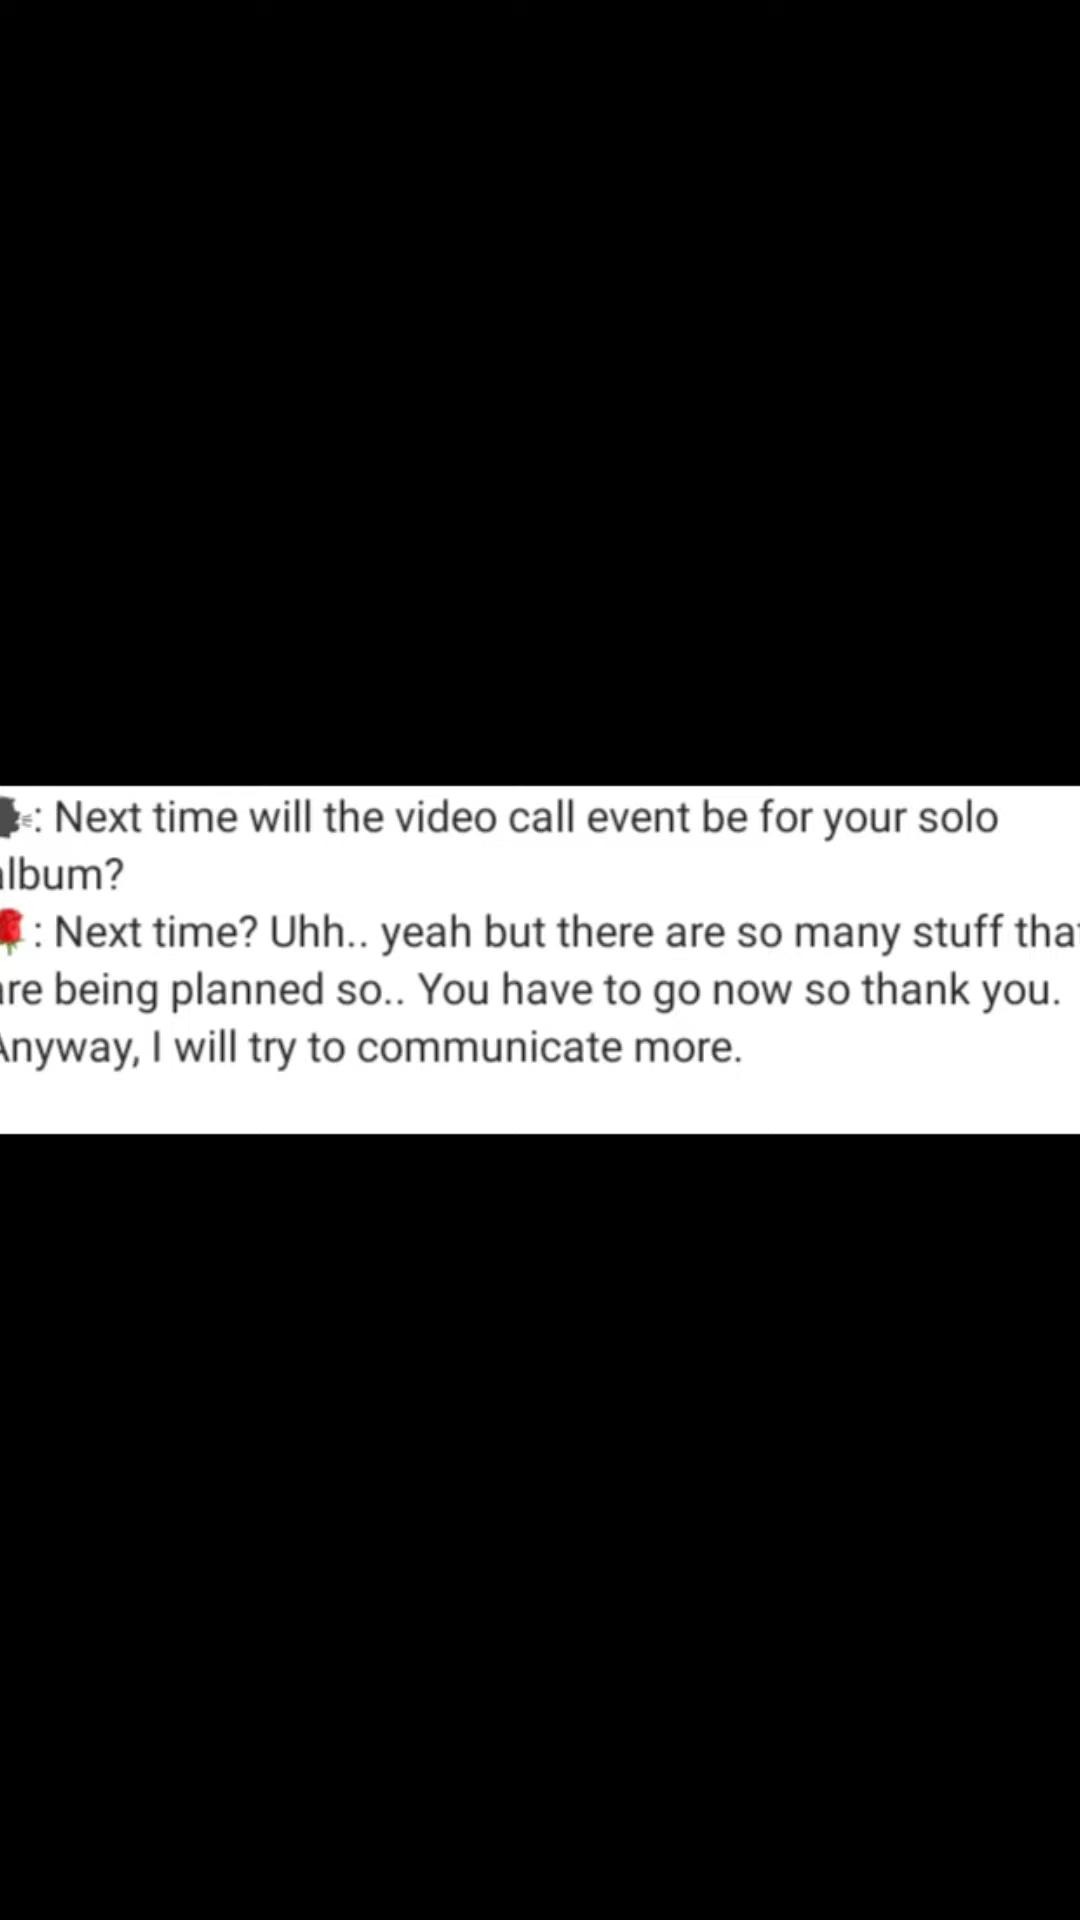 🗣: Next time will the video call event be for your solo
lbum?
🌹: Next time? Uhh.. yeah but there are so many stuff tha
re being planned so.. You have to go now so thank you.
Anyway, I will try to communicate more.